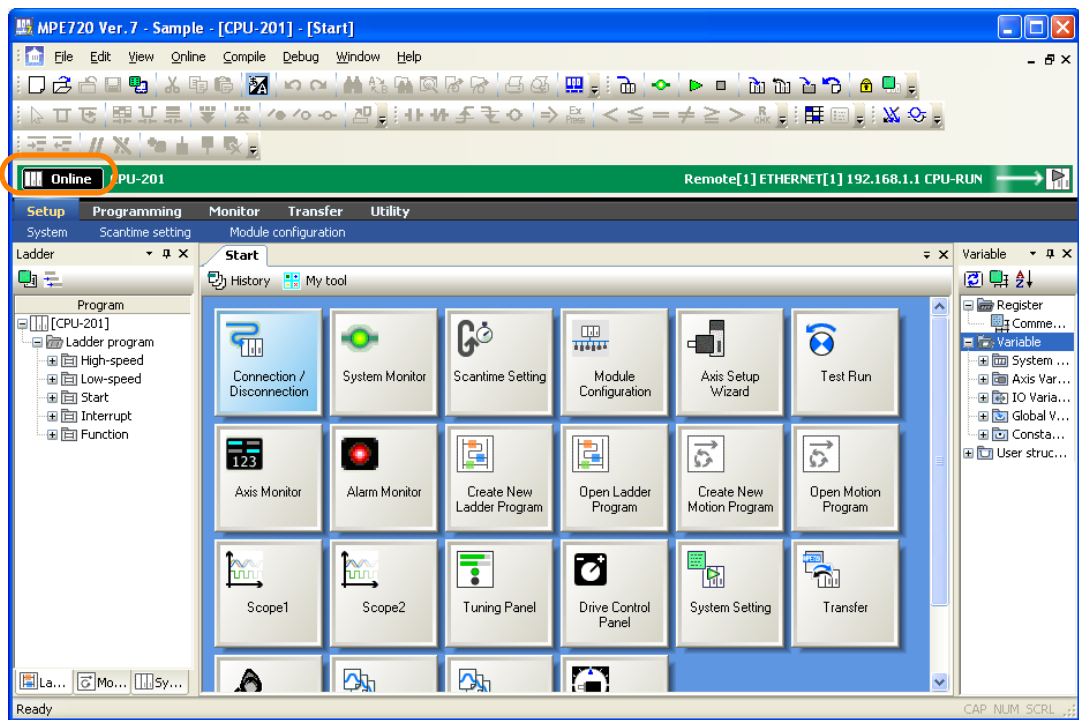 MPE720 Ver.7 - Sample - [CPU-201] - [Start]
File Edit View Online Compile Debug Window Help
Online CPU-201 Remote[1] ETHERNET[1] 192.168.1.1 CPU-RUN
Setup Programming Monitor Transfer Utility
System Scantime setting Module configuration
Ladder
Start
Variable
History My tool
Program
[CPU-201]
Ladder program
High-speed
Low-speed
Start
Interrupt
Function
Connection / Disconnection
System Monitor
Scantime Setting
Module Configuration
Axis Setup Wizard
Test Run
123
Axis Monitor
Alarm Monitor
Create New Ladder Program
Open Ladder Program
Create New Motion Program
Open Motion Program
Scope1
Scope2
Tuning Panel
Drive Control Panel
System Setting
Transfer
Register
Comme...
Variable
System ...
Axis Var...
IO Varia...
Global V...
Consta...
User struc...
La... Mo... Sy...
Ready CAP NUM SCRL